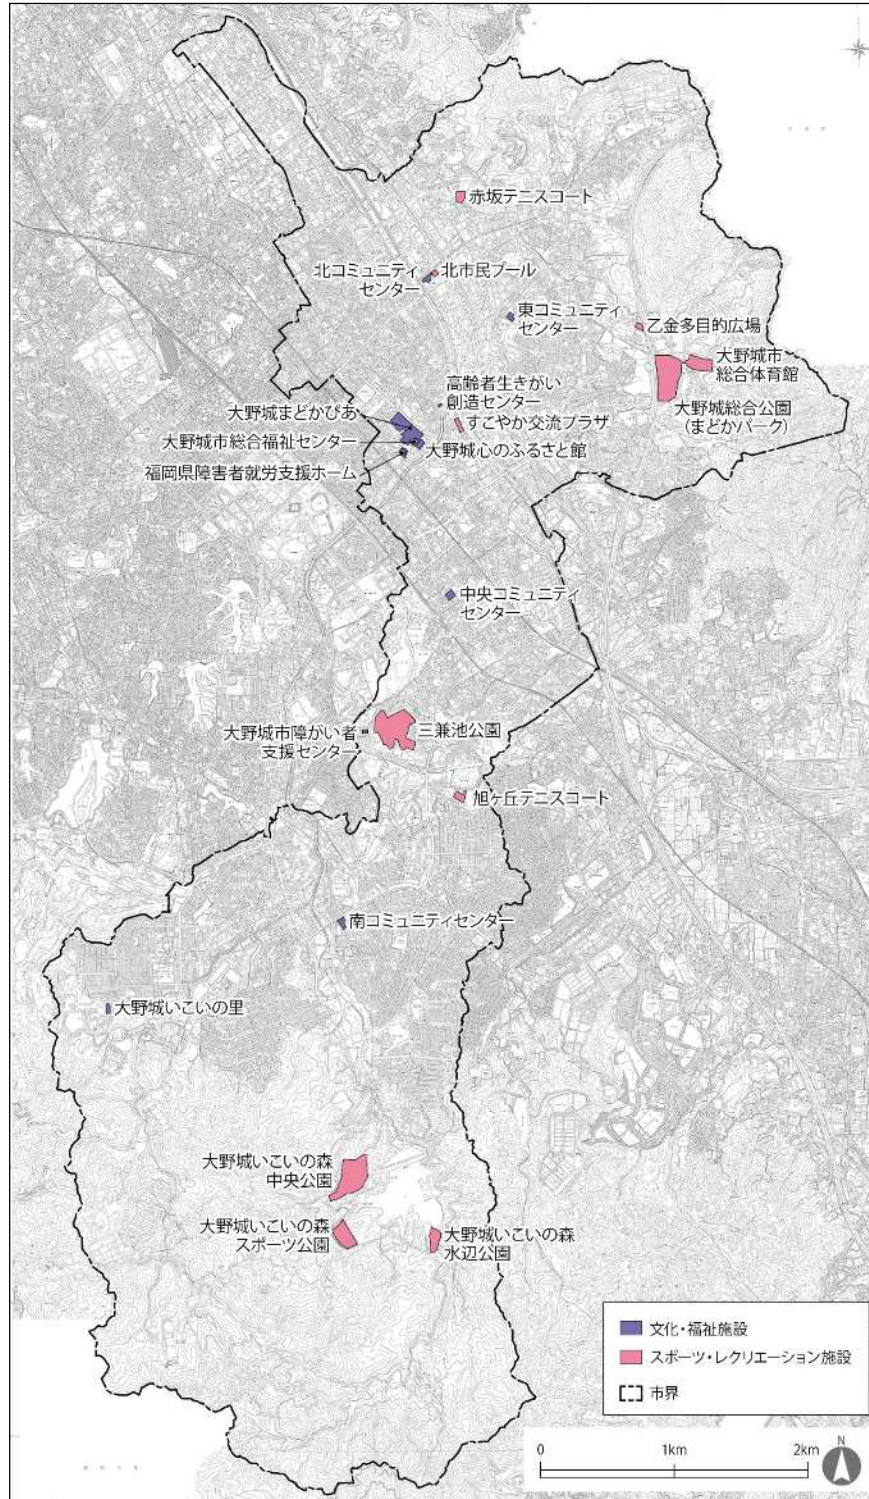 赤坂テニスコート
北コミュニティ
センター
北市民プール
東コミュニティ
センター
乙金多目的広場
大野城市
総合体育館
大野城総合公園
(まどかパーク)
高齢者生きがい
創造センター
すこやか交流プラザ
大野城まどかぴあ
大野城市総合福祉センター
大野城心のふるさと館
福岡県障害者就労支援ホーム
中央コミュニティ
センター
大野城市障がい者
支援センター
三兼池公園
旭ヶ丘テニスコート
南コミュニティセンター
大野城いこいの里
大野城いこいの森
中央公園
大野城いこいの森
スポーツ公園
大野城いこいの森
水辺公園
文化・福祉施設
スポーツ・レクリエーション施設
市界
0 1km 2km
N